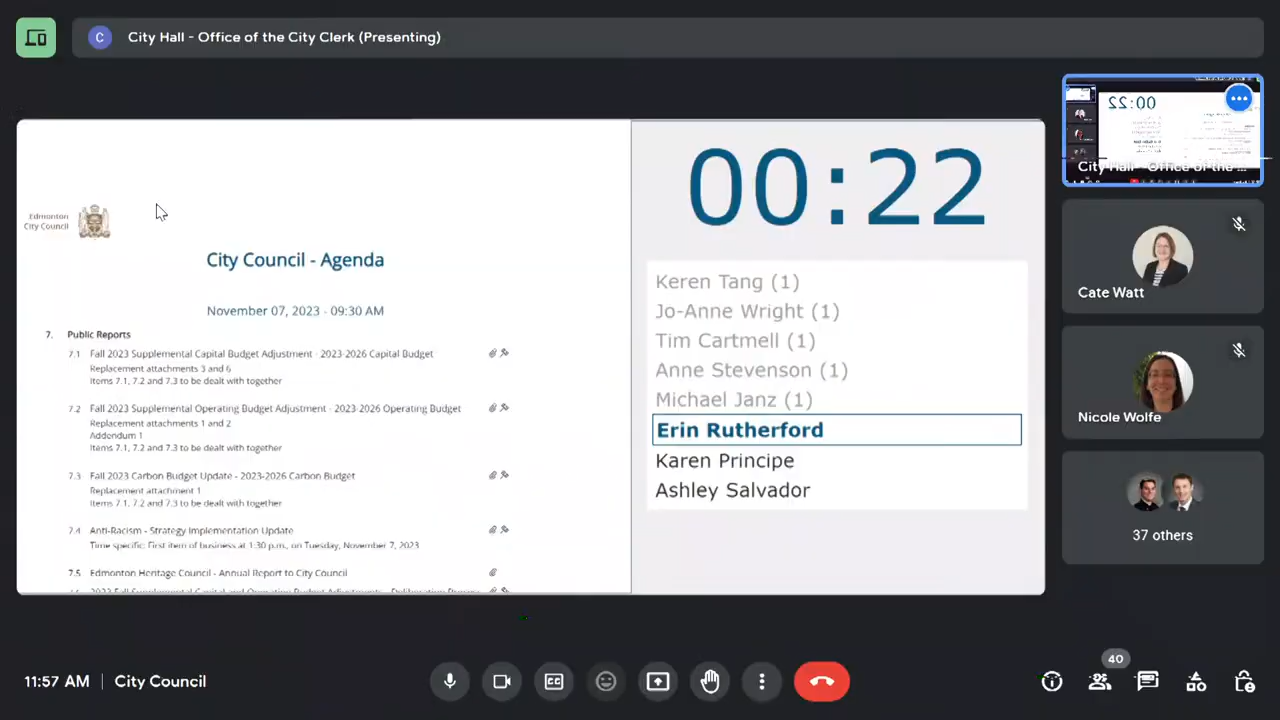 C City Hall - Office of the City Clerk (Presenting)
Edmonton
City Council
City Council - Agenda
November 07, 2023 - 09:30 AM
7. Public Reports
7.1 Fall 2023 Supplemental Capital Budget Adjustment - 2023-2026 Capital Budget
Replacement attachments 3 and 6
Items 7.1, 7.2 and 7.3 to be dealt with together
7.2 Fall 2023 Supplemental Operating Budget Adjustment - 2023-2026 Operating Budget
Replacement attachments 1 and 2
Addendum 1
Items 7.1, 7.2 and 7.3 to be dealt with together
7.3 Fall 2023 Carbon Budget Update - 2023-2026 Carbon Budget
Replacement attachment 1
Items 7.1, 7.2 and 7.3 to be dealt with together
7.4 Anti-Racism - Strategy Implementation Update
Time specific: First item of business at 1:30 p.m., on Tuesday, November 7, 2023
7.5 Edmonton Heritage Council - Annual Report to City Council
00:22
Keren Tang (1)
Jo-Anne Wright (1)
Tim Cartmell (1)
Anne Stevenson (1)
Michael Janz (1)
Erin Rutherford
Karen Principe
Ashley Salvador
00:22
City Hall - Office of the ...
Cate Watt
Nicole Wolfe
37 others
11:57 AM | City Council
40